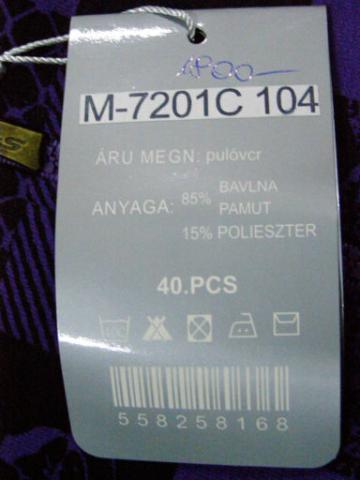 M-7201C 104
ÁRU MEGN: pulóvcr
ANYAGA: 85% BAVLNA
PAMUT
15% POLIESZTER
40.PCS
558258168